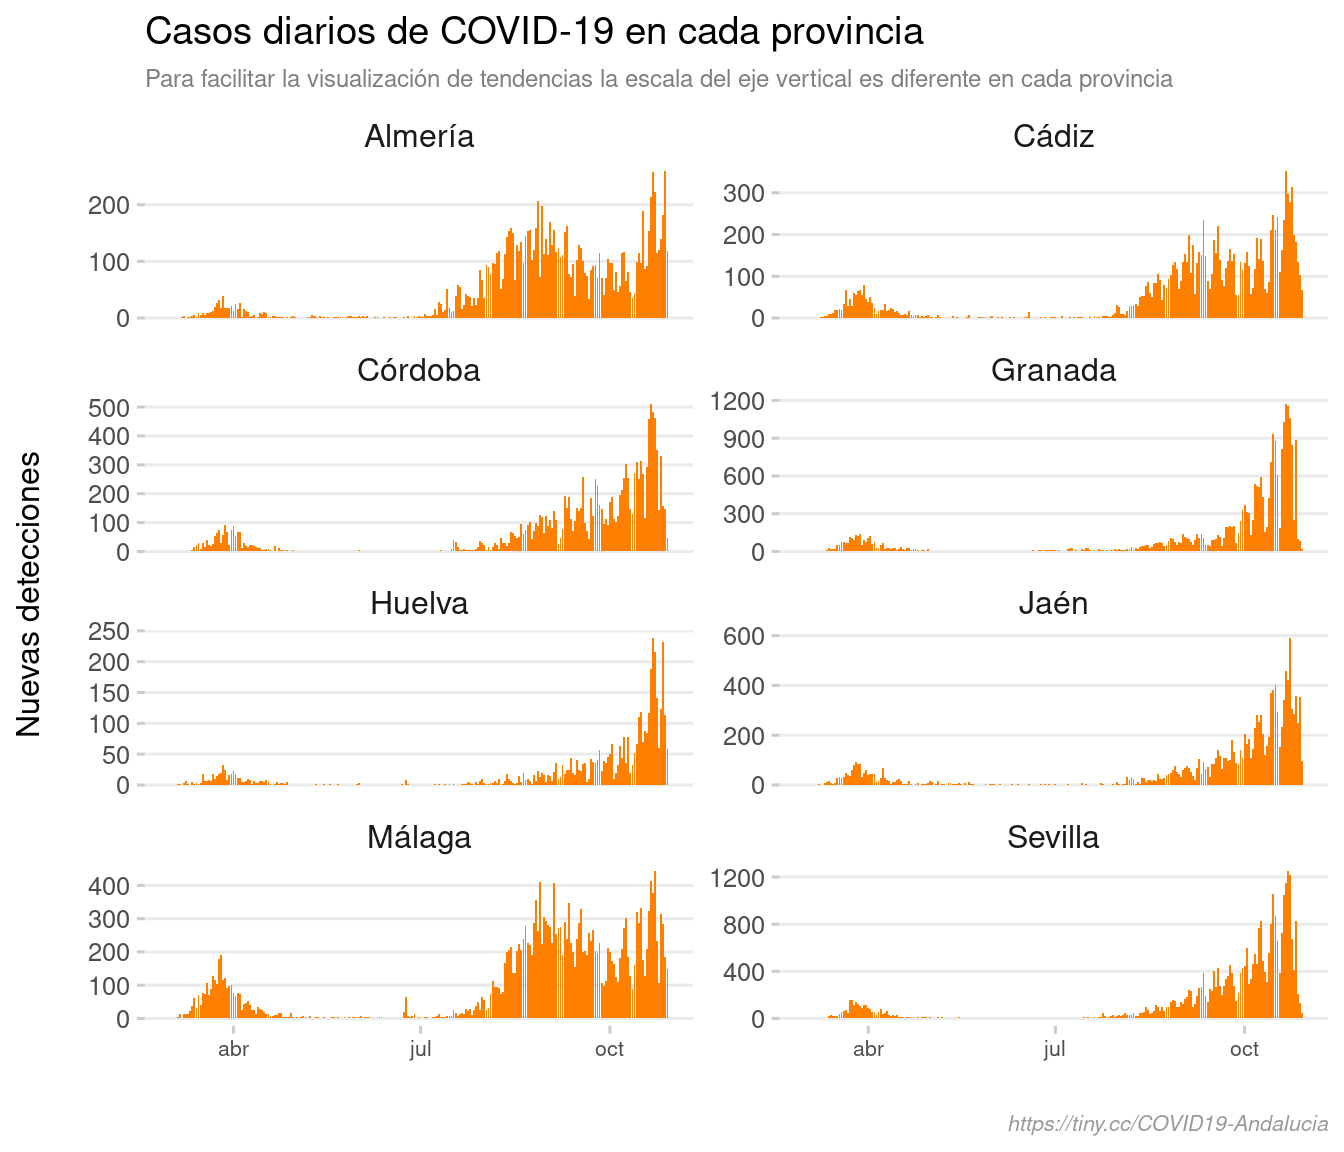 Casos diarios de COVID-19 en cada provincia
Para facilitar la visualización de tendencias la escala del eje vertical es diferente en cada provincia
Nuevas detecciones
Almería
200
100
0
Cádiz
300
200
100
0
Córdoba
500
400
300
200
100
0
Granada
1200
900
600
300
0
Huelva
250
200
150
100
50
0
Jaén
600
400
200
0
Málaga
400
300
200
100
0
abr jul oct
Sevilla
1200
800
400
0
abr jul oct
https://tiny.cc/COVID19-Andalucia